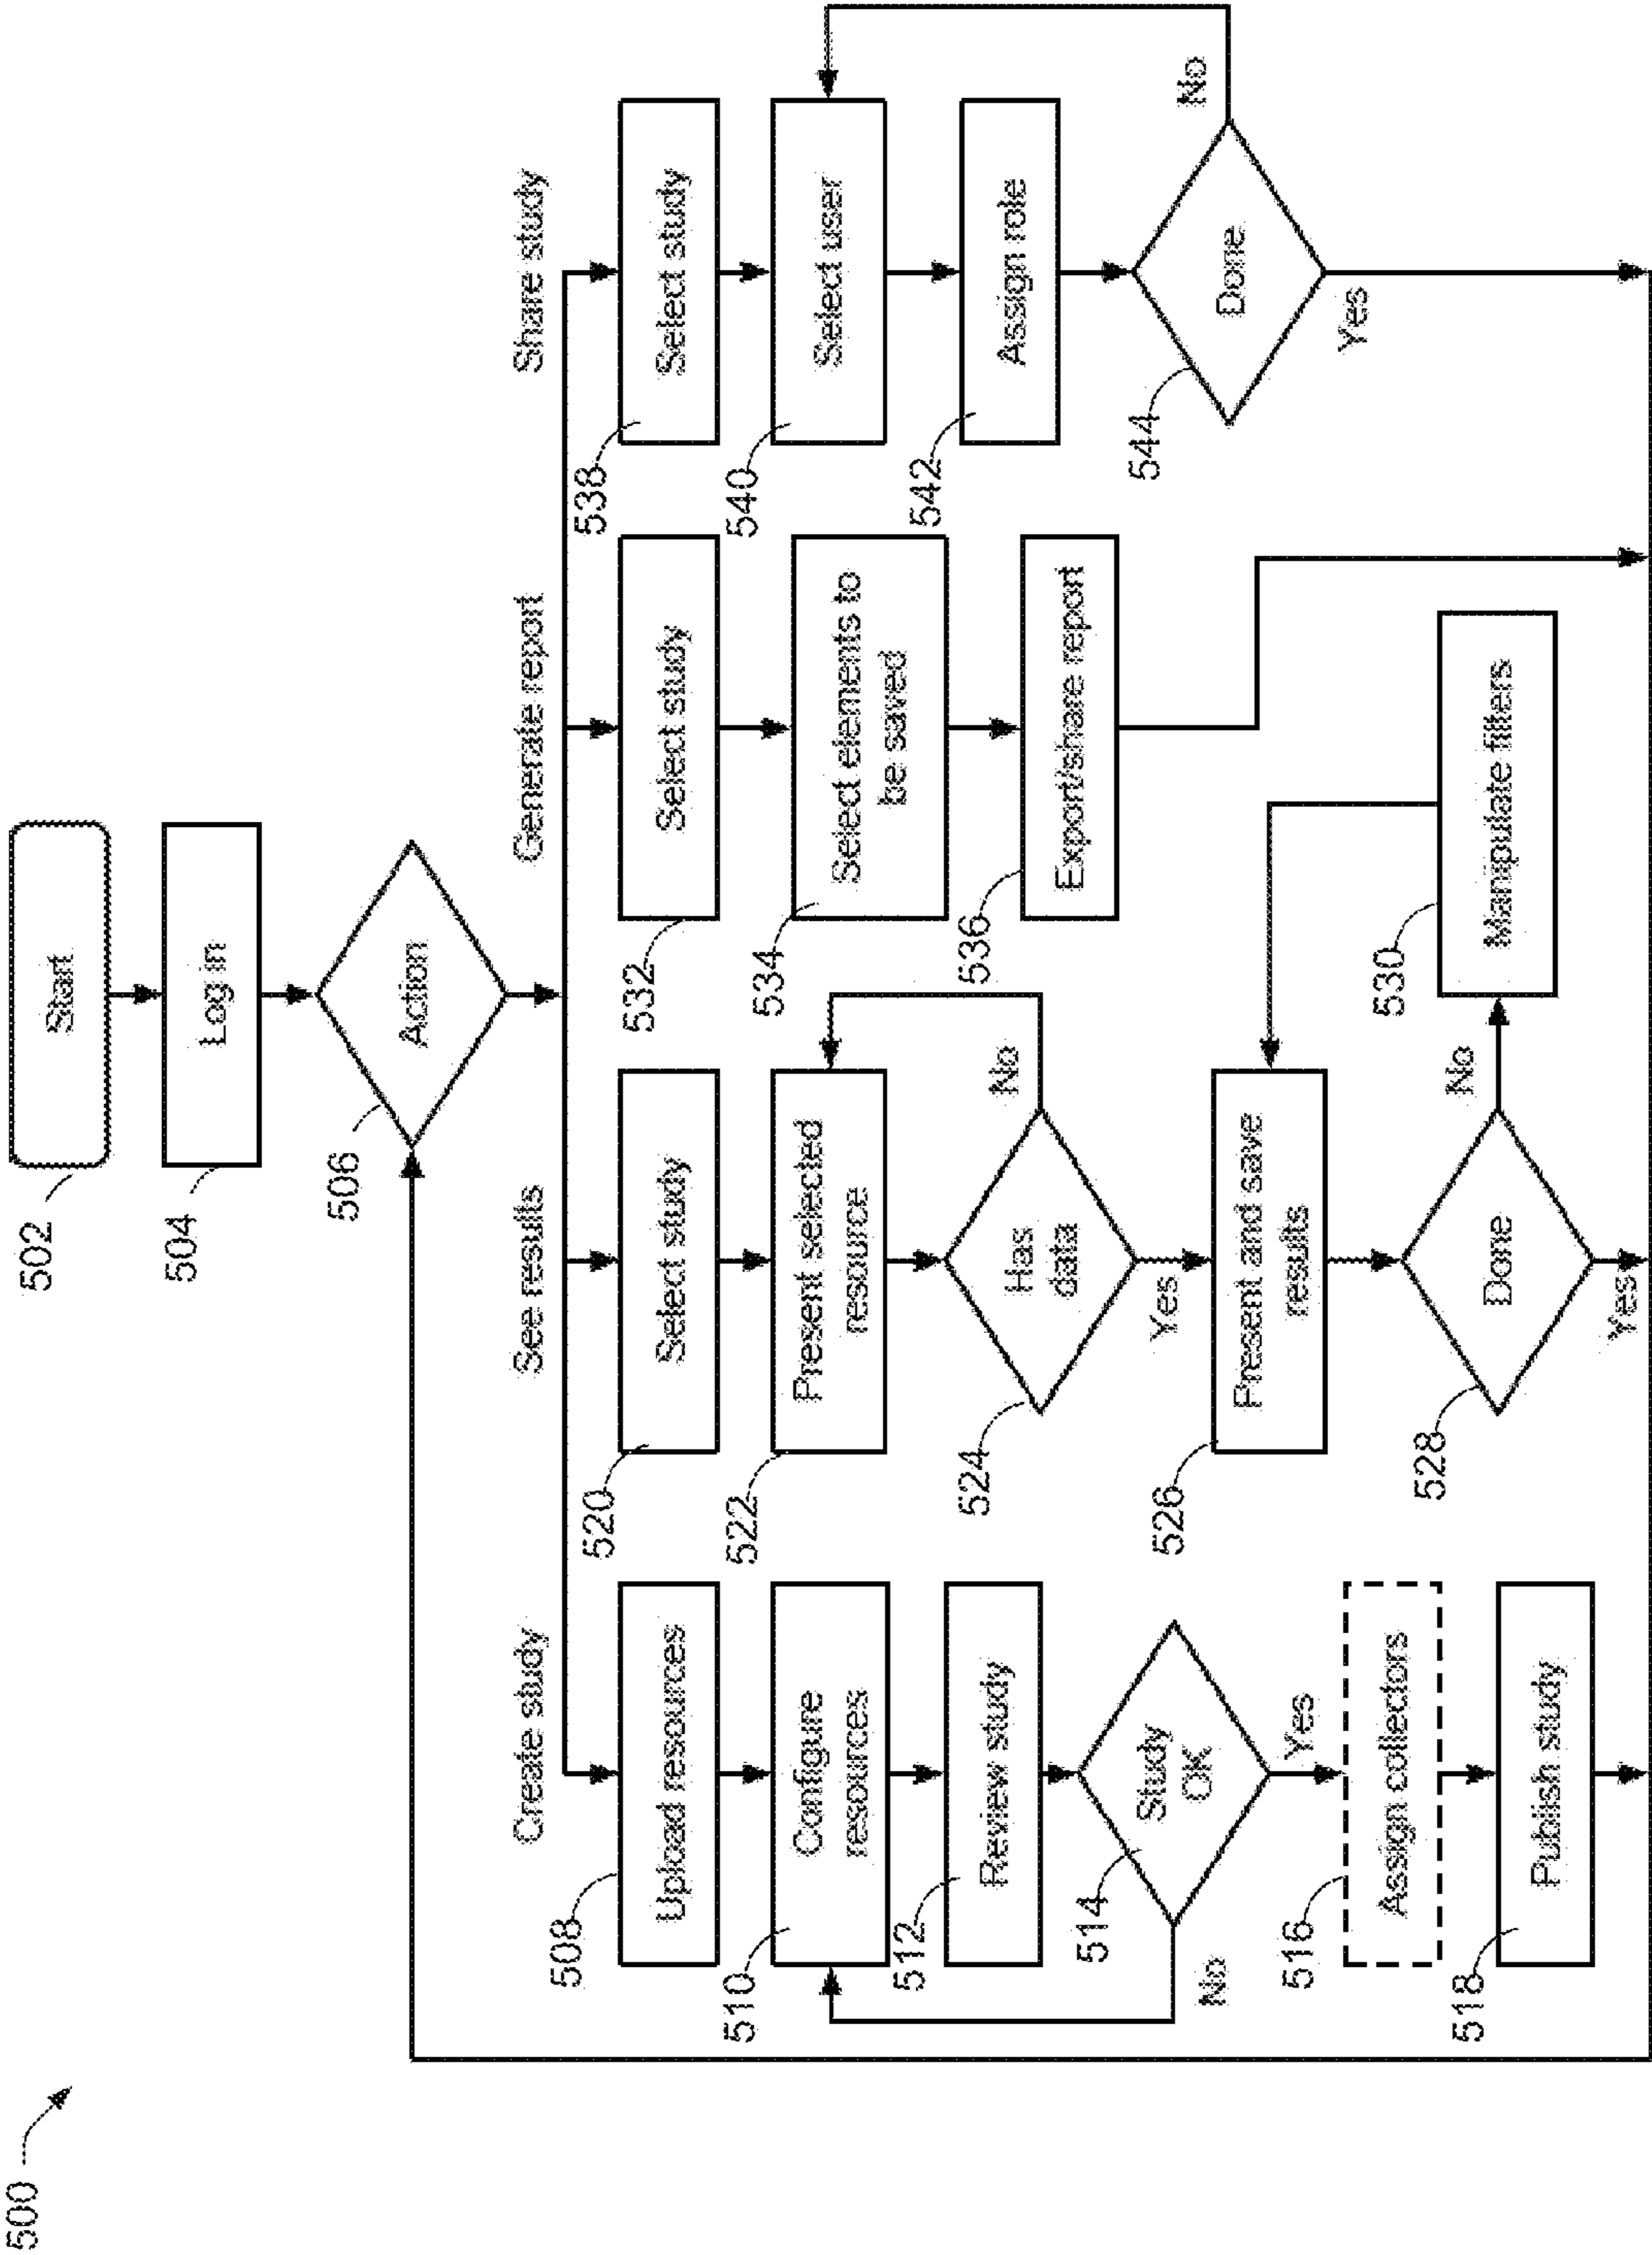 500
502
Start
504
Log in
506
Action
Create study
See results
Generate report
Share study
508
Upload resources
510
Configure
resources
512
Review study
514
Study
OK
No
Yes
516
Assign collectors
518
Publish study
520
Select study
522
Present selected
resource
524
Has
data
No
Yes
526
Present and save
results
528
Done
No
Yes
530
Manipulate filters
532
Select study
534
Select elements to
be saved
536
Export/share report
538
Select study
540
Select user
542
Assign role
544
Done
No
Yes